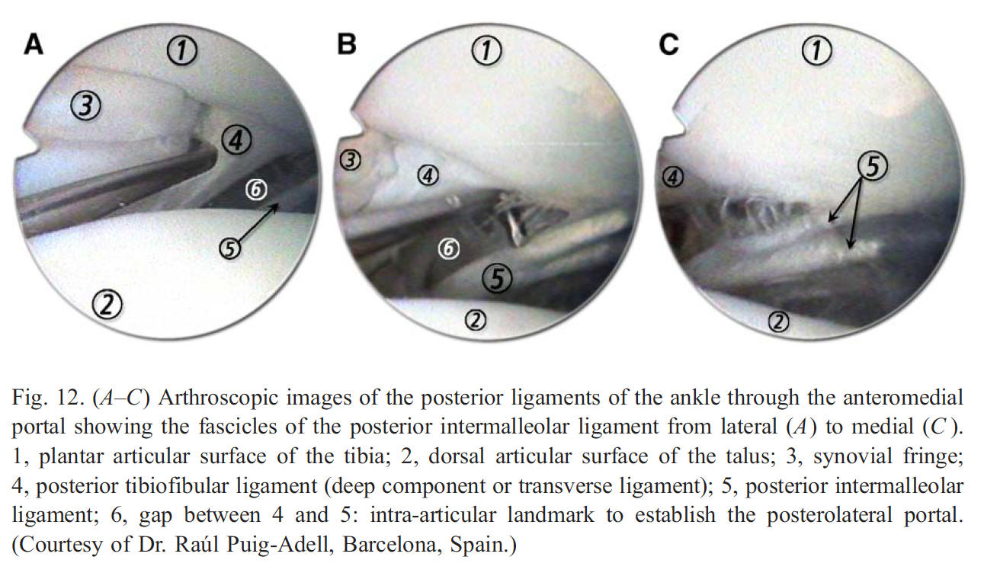 A B C
① ① ①
③ ④ ⑥ ⑤ ②
③ ④ ⑥ ⑤ ②
④ ⑤ ②
Fig. 12. (A–C) Arthroscopic images of the posterior ligaments of the ankle through the anteromedial
portal showing the fascicles of the posterior intermalleolar ligament from lateral (A) to medial (C).
1, plantar articular surface of the tibia; 2, dorsal articular surface of the talus; 3, synovial fringe;
4, posterior tibiofibular ligament (deep component or transverse ligament); 5, posterior intermalleolar
ligament; 6, gap between 4 and 5: intra-articular landmark to establish the posterolateral portal.
(Courtesy of Dr. Raúl Puig-Adell, Barcelona, Spain.)